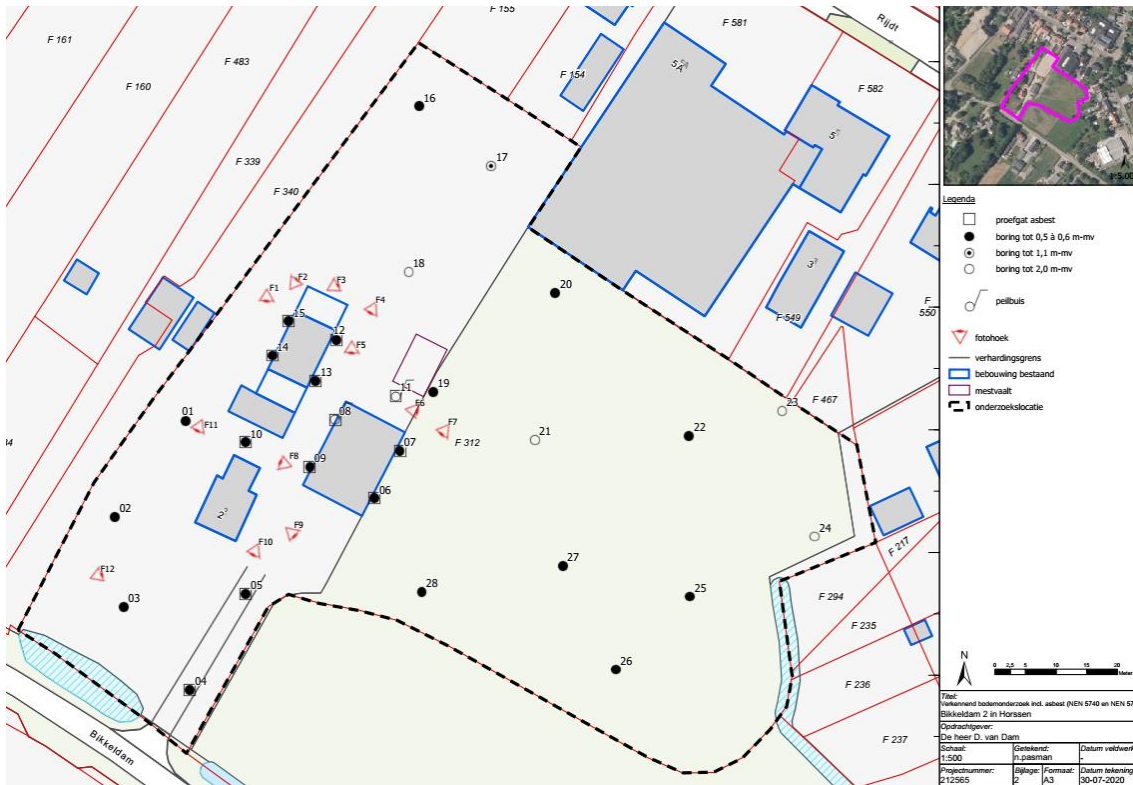 F 155
F 581
Rijdt
F 161
F 483
F 160
F 154
5A
F 582
5
16
17
F 339
F 340
18
F2
F3
F1
F4
15
12
F5
14
13
11
19
20
3
F 549
F
550
01
F11
10
08
F6
F7
F 312
21
22
23
F 467
F8
09
07
06
02
2
F9
F10
F12
03
05
04
24
F 217
27
28
25
26
F 294
F 235
F 236
F 237
Bikkeldam
Legenda
proefgat asbest
boring tot 0,5 à 0,6 m-mv
boring tot 1,1 m-mv
boring tot 2,0 m-mv
peilbuis
fotohoek
verhardingsgrens
bebouwing bestaand
mestvaalt
onderzoekslocatie
N
0 2,5 5 10 15 20
Meter
Titel:
Verkennend bodemonderzoek incl. asbest (NEN 5740 en NEN 57
Bikkeldam 2 in Horssen
Opdrachtgever:
De heer D. van Dam
Schaal: Getekend: Datum veldwerk
1:500 n.pasman -
Projectnummer: Bijlage: Formaat: Datum tekening
212565 2 A3 30-07-2020